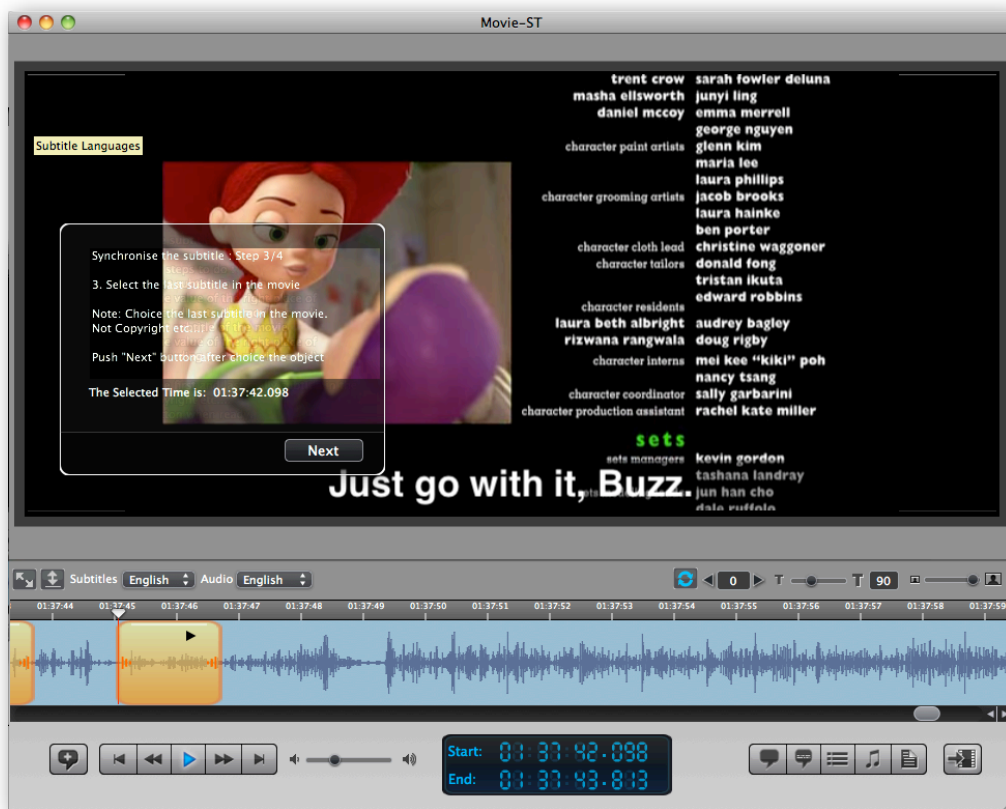 Movie-ST
trent crow sarah fowler deluna
masha ellsworth junyi ling
daniel mccoy emma merrell
george nguyen
character paint artists glenn kim
maria lee
laura phillips
character grooming artists jacob brooks
laura hainke
ben porter
character cloth lead christine waggoner
character tailors donald fong
tristan ikuta
edward robbins
character residents
laura beth albright audrey bagley
rizwana rangwala doug rigby
character interns mei kee “kiki” poh
nancy tsang
character coordinator sally garbarini
character production assistant rachel kate miller
sets
sets managers kevin gordon
tashana landray
jun han cho
dale ruffolo
Subtitle Languages
Synchronise the subtitle : Step 3/4
3. Select the last subtitle in the movie
Note: Choice the last subtitle in the movie.
Not Copyright etc.
Push "Next" button after choice the object
The Selected Time is: 01:37:42.098
Next
Just go with it, Buzz.
Subtitles English Audio English 0 T T 90
01:37:44 01:37:45 01:37:46 01:37:47 01:37:48 01:37:49 01:37:50 01:37:51 01:37:52 01:37:53 01:37:54 01:37:55 01:37:56 01:37:57 01:37:58 01:37:59
Start: 01:37:42.098
End: 01:37:43.813